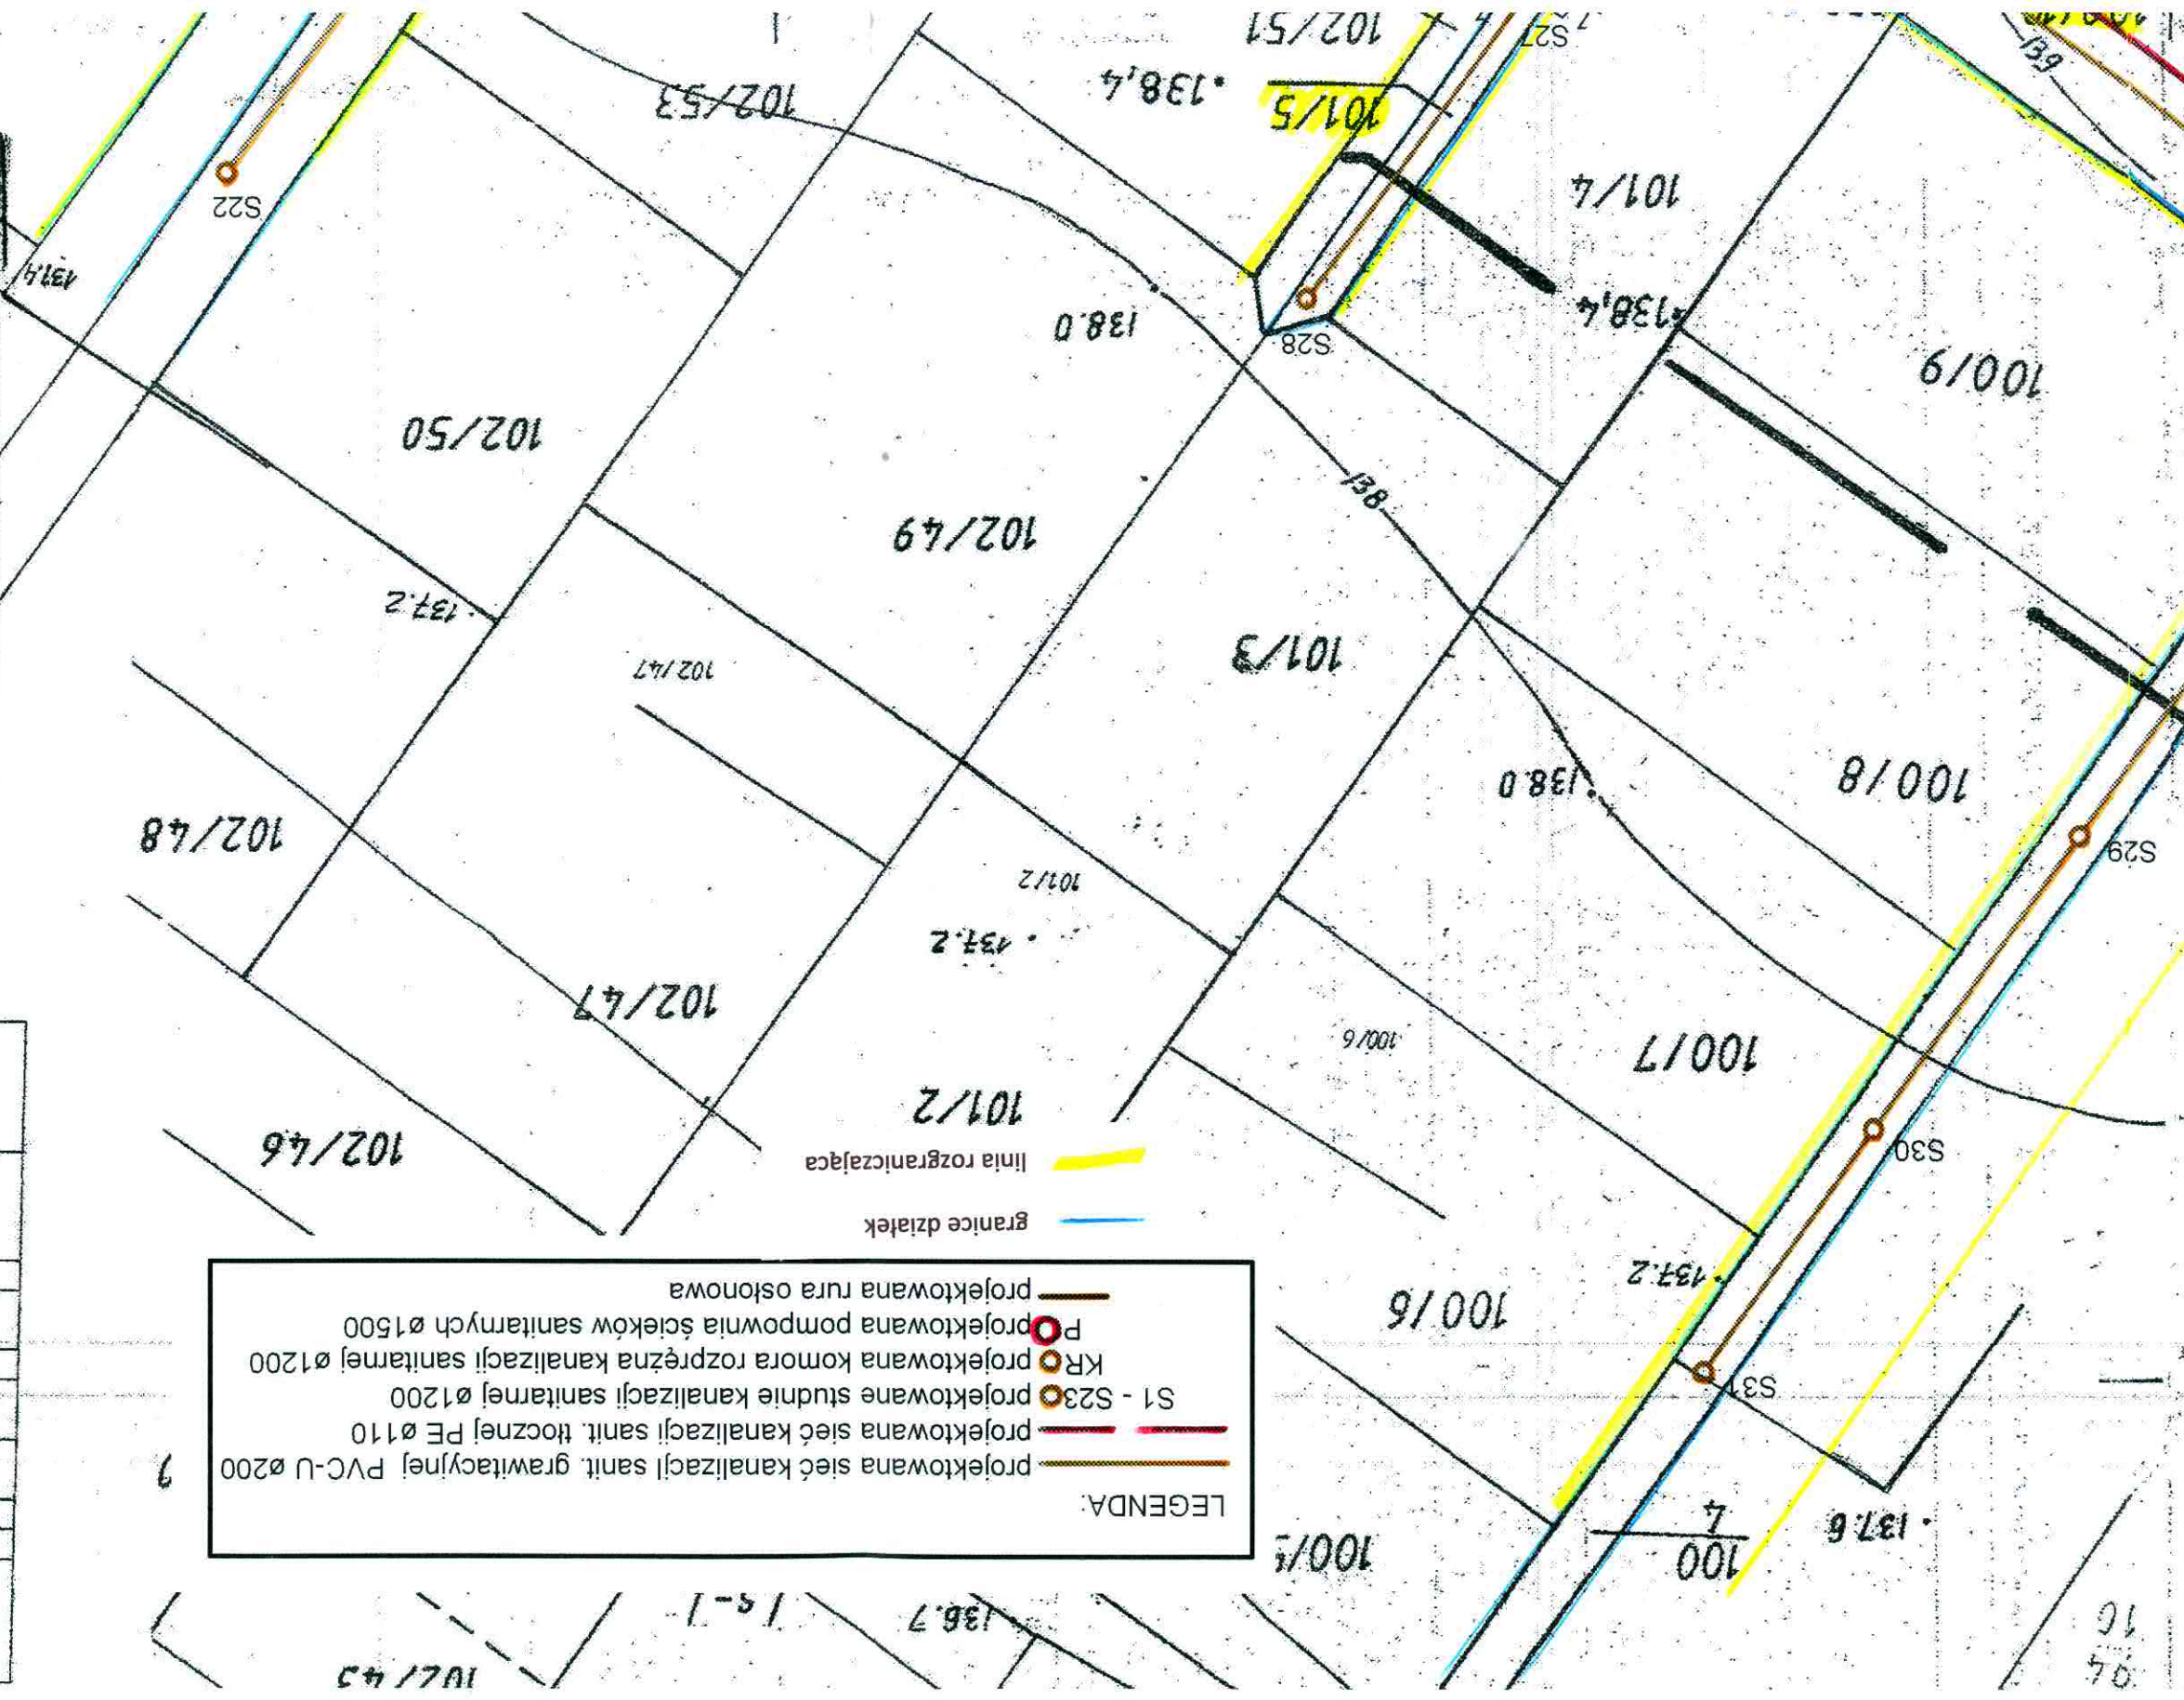 102/45
136.7
100
4
137.6
100/
LEGENDA:
projektowana sieć kanalizacji sanit. grawitacyjnej PVC-U ø200
projektowana sieć kanalizacji sanit. tłocznej PE ø110
S1 - S23 projektowane studnie kanalizacji sanitarnej ø1200
KR projektowana komora rozprężna kanalizacji sanitarnej ø1200
P projektowana pompownia ścieków sanitarnych ø1500
projektowana rura osłonowa
granice działek
linia rozgraniczająca
S31
100/6
137.2
102/46
101/2
S30
100/7
100/6
102/47
137.2
101/2
S29
100/8
138.0
102/48
102/47
101/3
137.2
102/49
138
102/50
100/9
S28
138.0
138,4
137.4
101/4
S22
101/5
138,4
102/53
139
S27
102/51